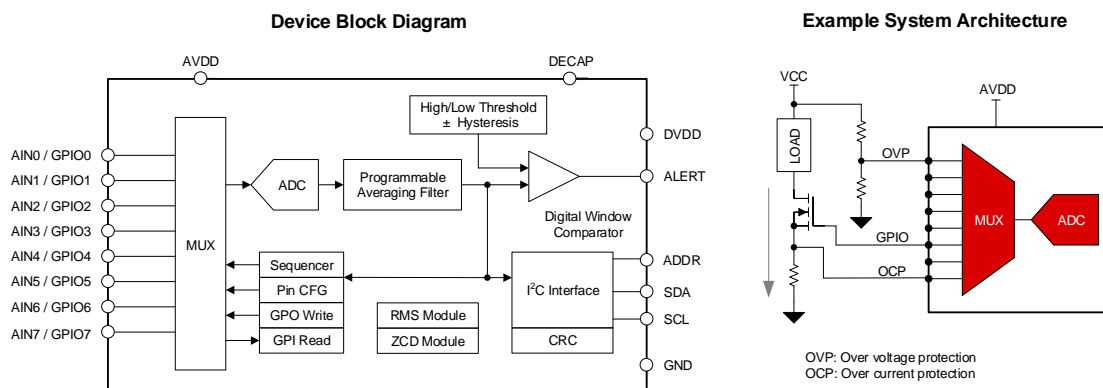 Device Block Diagram
AVDD
DECAP
High/Low Threshold
± Hysteresis
DVDD
AIN0 / GPIO0
AIN1 / GPIO1
AIN2 / GPIO2
AIN3 / GPIO3
AIN4 / GPIO4
AIN5 / GPIO5
AIN6 / GPIO6
AIN7 / GPIO7
MUX
ADC
Programmable
Averaging Filter
ALERT
Digital Window
Comparator
Sequencer
Pin CFG
GPO Write
GPI Read
RMS Module
ZCD Module
I²C Interface
CRC
ADDR
SDA
SCL
GND
Example System Architecture
VCC
AVDD
LOAD
OVP
GPIO
OCP
MUX
ADC
OVP: Over voltage protection
OCP: Over current protection